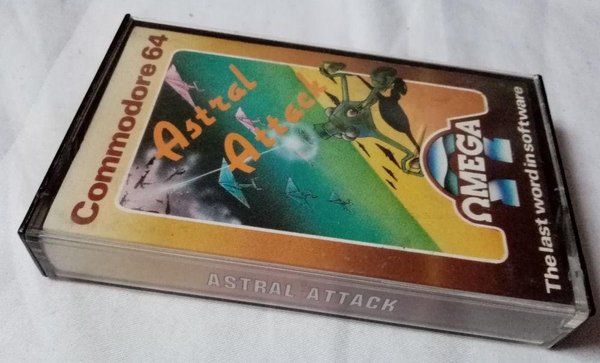 Commodore 64
Astral
Attack
ΩMEGA
The last word in software
ASTRAL ATTACK